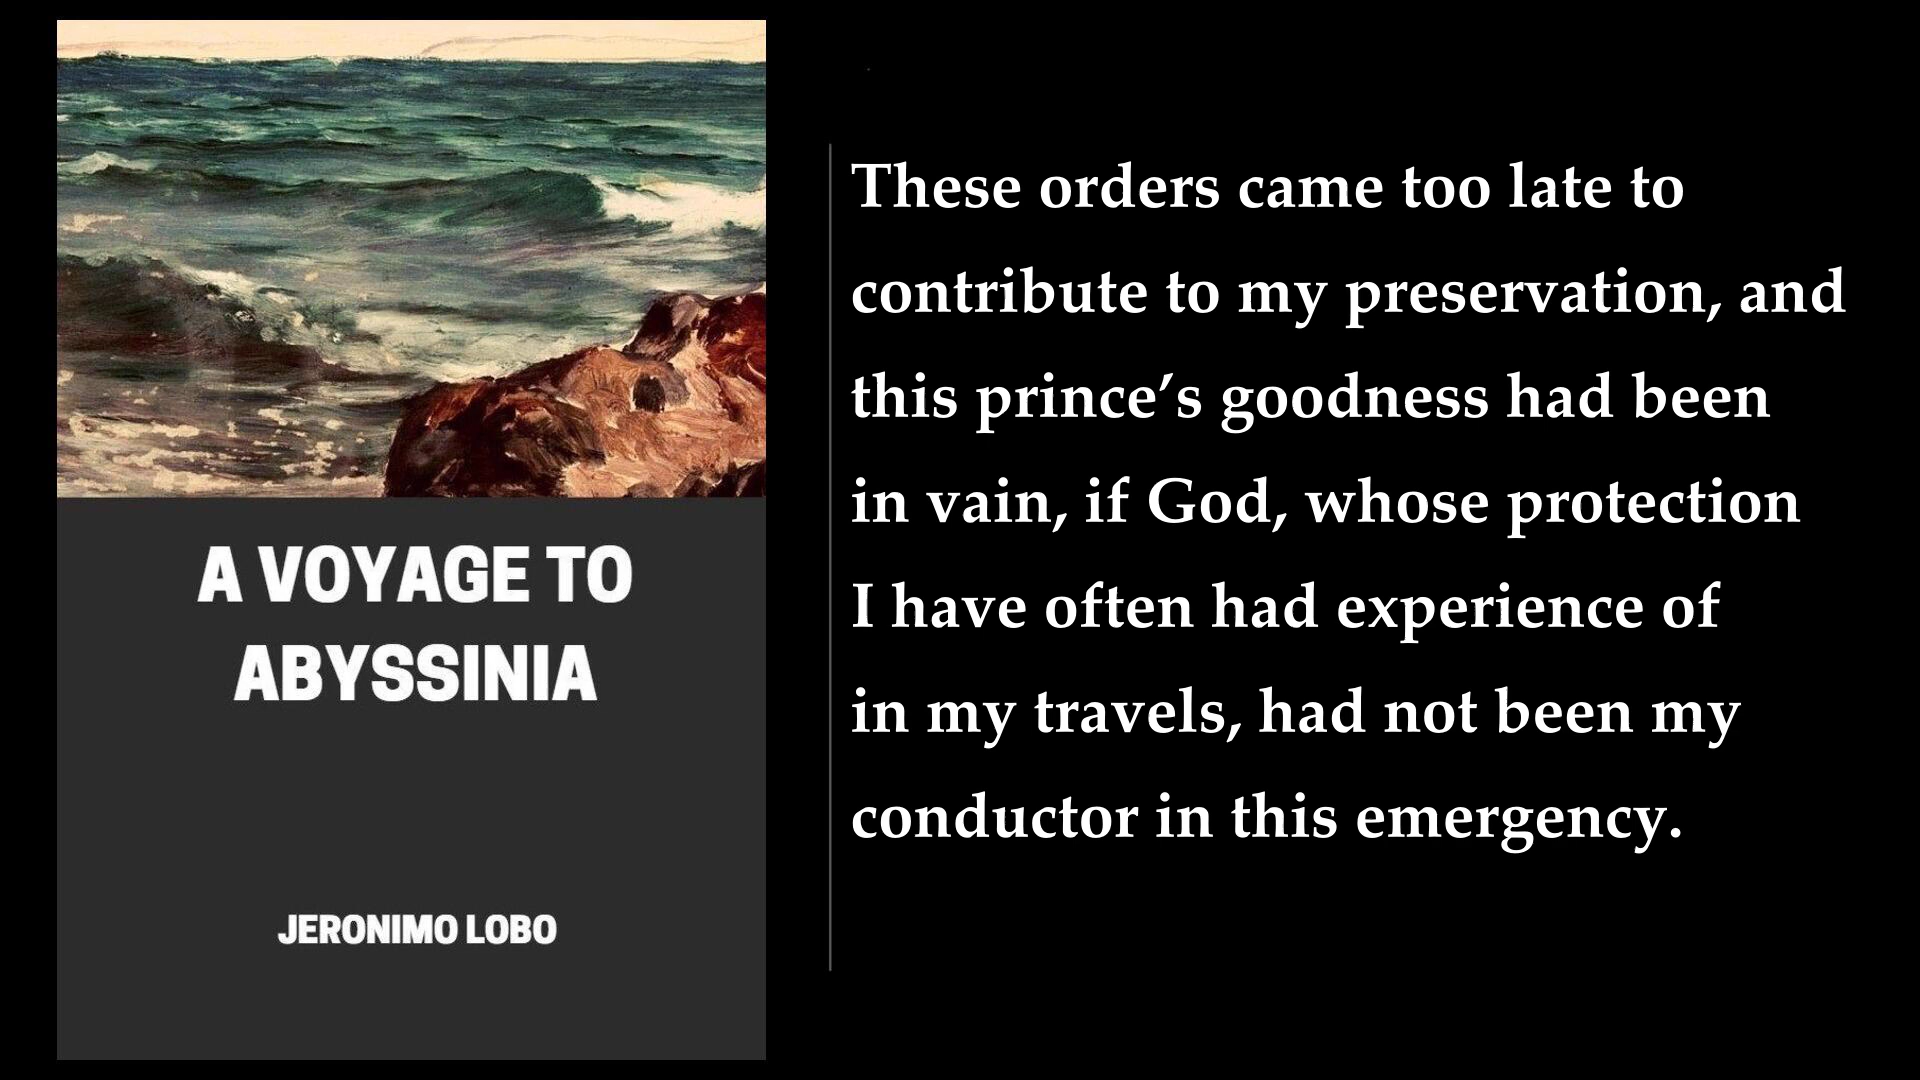 A VOYAGE TO
ABYSSINIA
JERONIMO LOBO
These orders came too late to
contribute to my preservation, and
this prince’s goodness had been
in vain, if God, whose protection
I have often had experience of
in my travels, had not been my
conductor in this emergency.